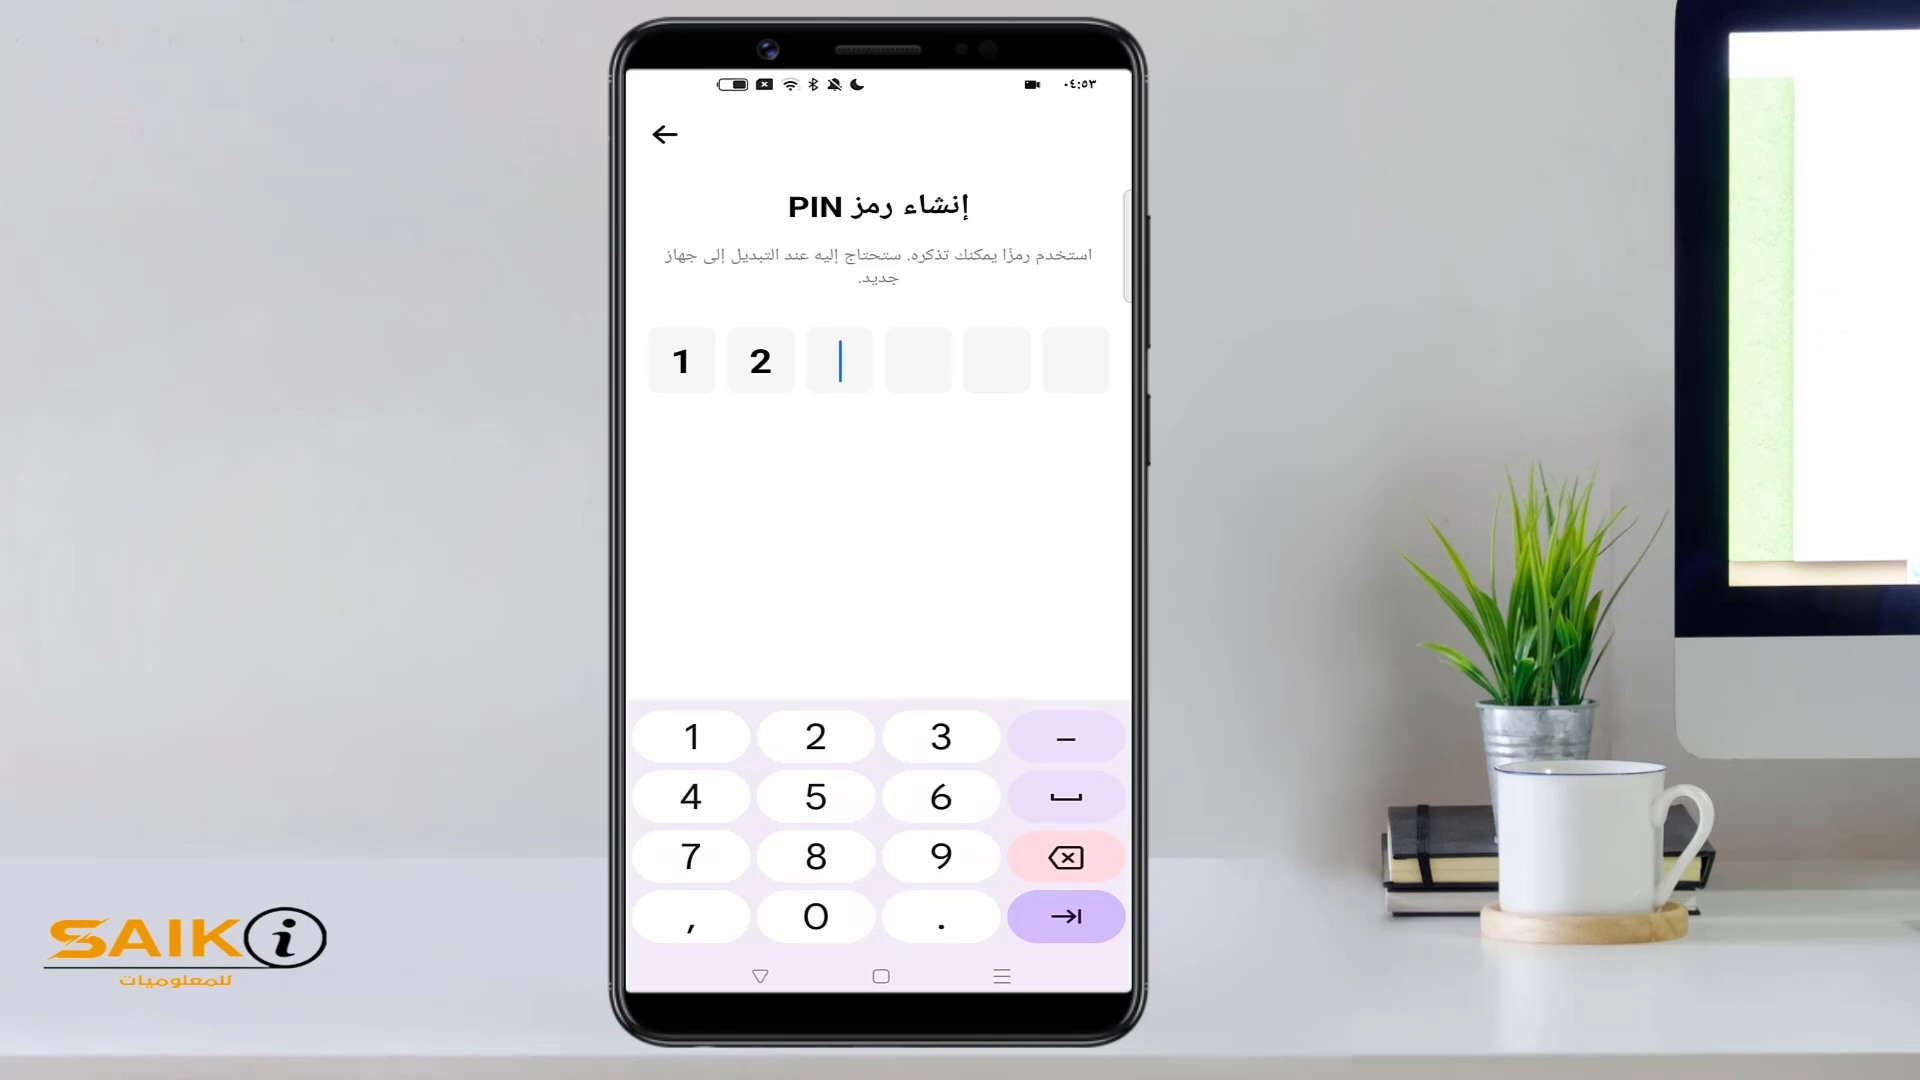 ٠٤:٥٣
إنشاء رمز PIN
استخدم رمزًا يمكنك تذكره. ستحتاج إليه عند التبديل إلى جهاز
جديد.
1 2
1 2 3 –
4 5 6
7 8 9
, 0 .
SAIKi
للمعلوميات